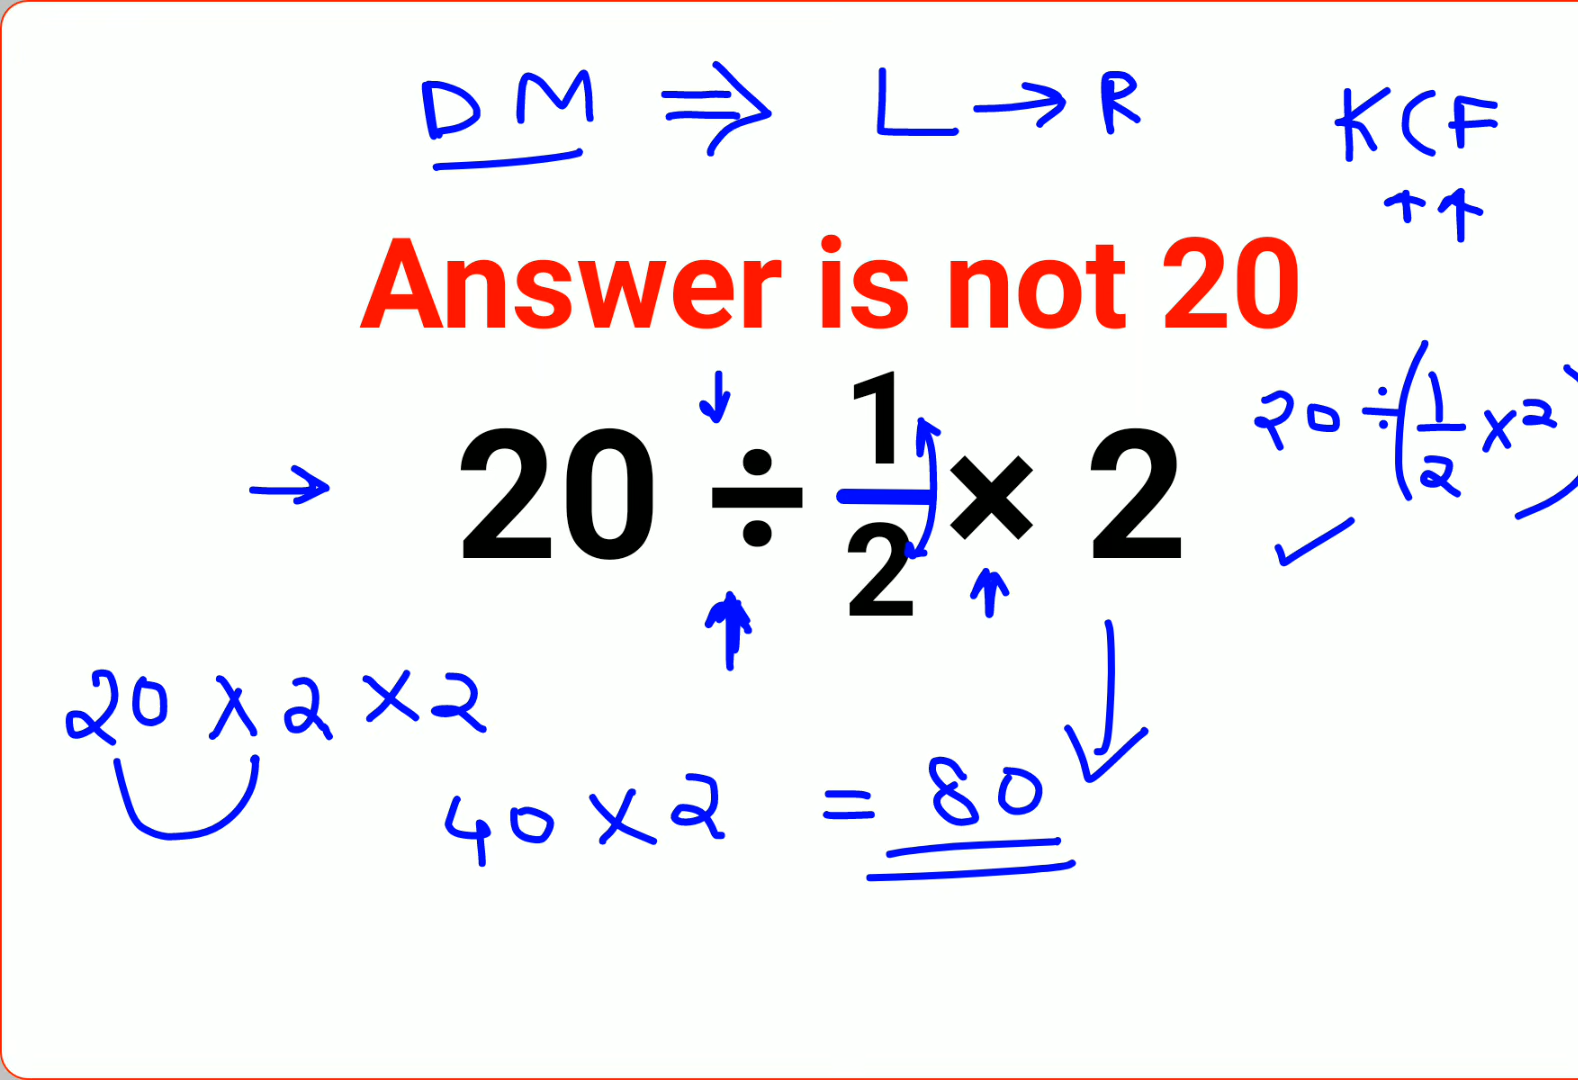 DM ⇒ L → R
KCF
Answer is not 20
→ 20 ÷ 1/2 × 2
20 ÷ (1/2 × 2)
20 × 2 × 2
40 × 2 = 80